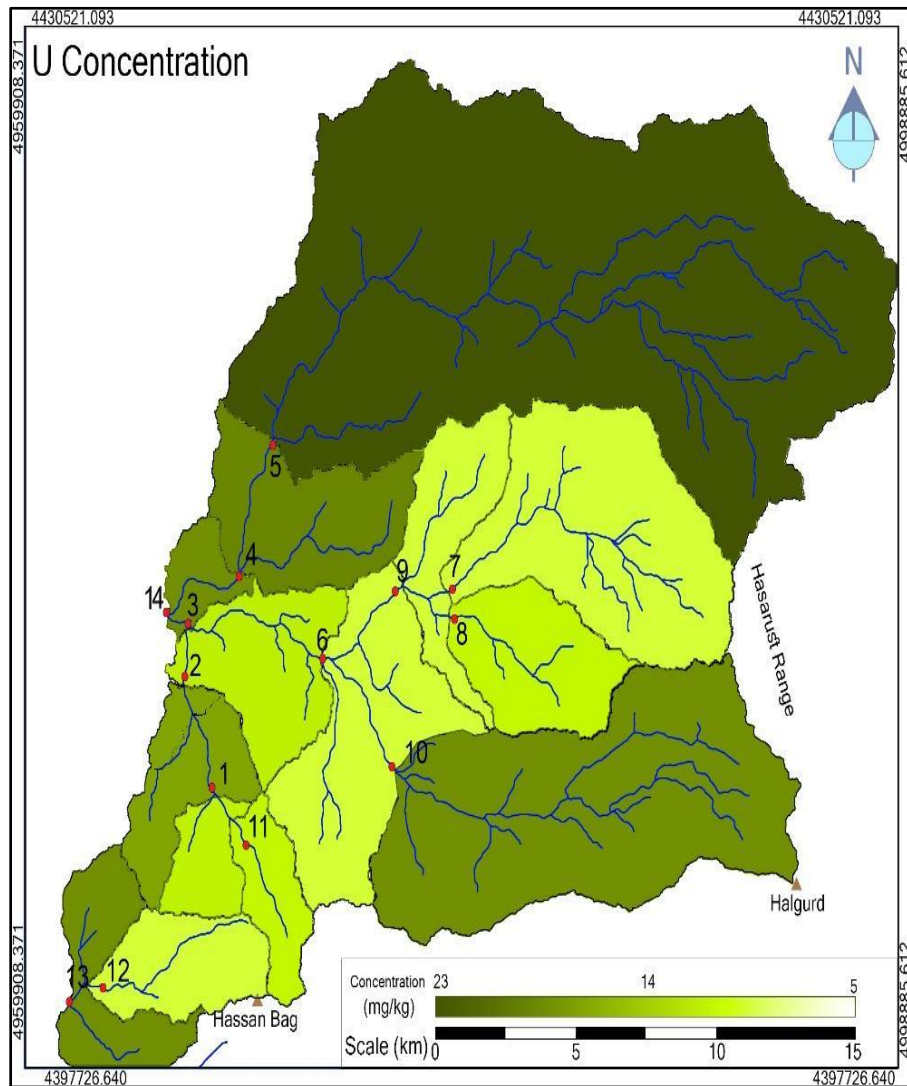 4430521.093 4430521.093
4959908.371
4998885.612
U Concentration
N
5
4
14
3
9
7
8
6
2
10
1
11
Hasarust Range
Halgurd
13
12
Hassan Bag
4959908.371
4998885.612
Concentration 23 14 5
(mg/kg)
Scale (km) 0 5 10 15
4397726.640 4397726.640